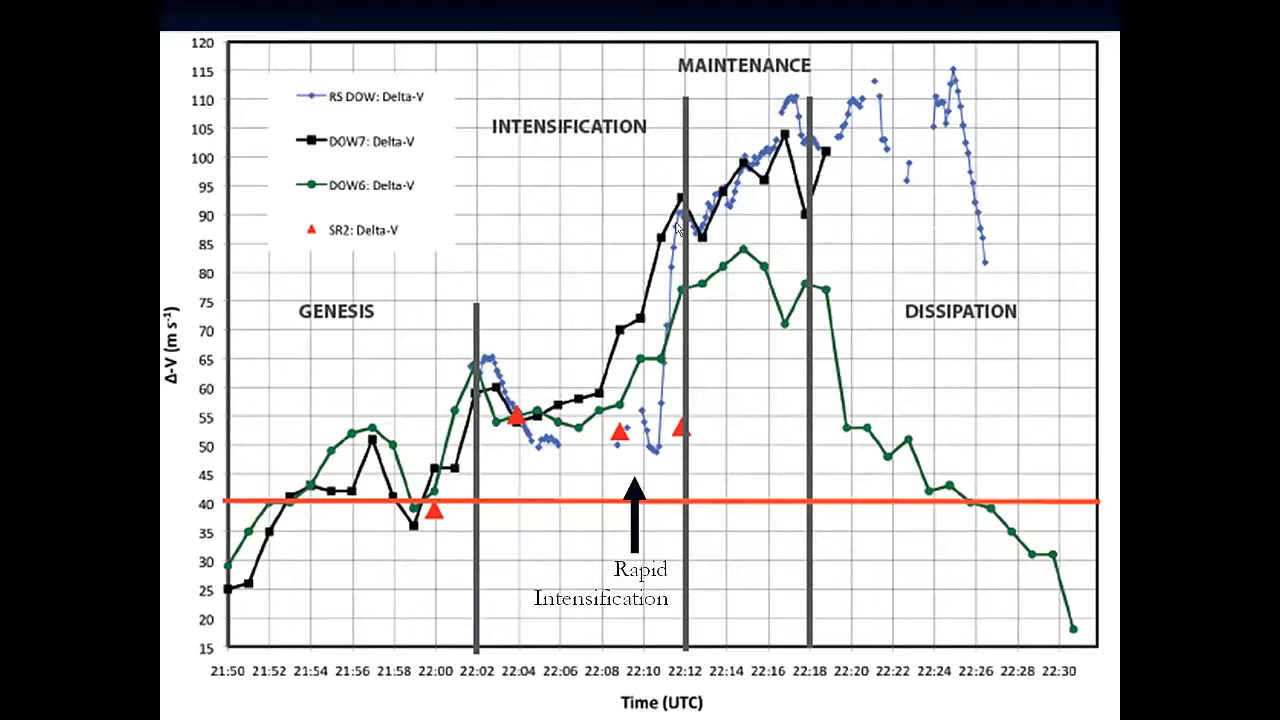 120
115
110
105
100
95
90
85
80
75
70
65
60
55
50
45
40
35
30
25
20
15
Δ-V (m s-1)
RS DOW: Delta-V
DOW7: Delta-V
DOW6: Delta-V
SR2: Delta-V
GENESIS
INTENSIFICATION
MAINTENANCE
DISSIPATION
Rapid
Intensification
21:50 21:52 21:54 21:56 21:58 22:00 22:02 22:04 22:06 22:08 22:10 22:12 22:14 22:16 22:18 22:20 22:22 22:24 22:26 22:28 22:30
Time (UTC)